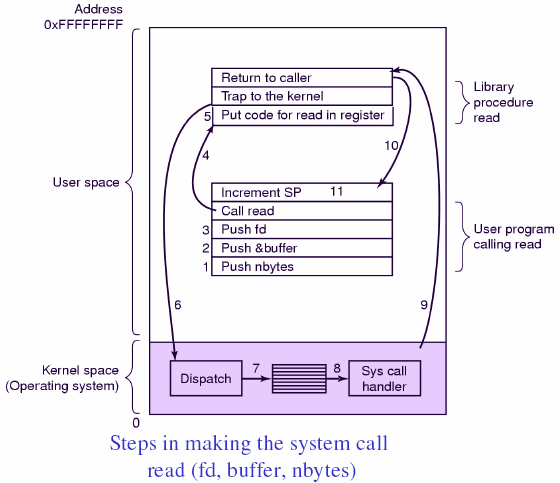 Address
0xFFFFFFFF
Return to caller
Trap to the kernel
5 Put code for read in register
Library
procedure
read
4
10
User space
Increment SP 11
Call read
3 Push fd
2 Push &buffer
1 Push nbytes
User program
calling read
6
9
Kernel space
(Operating system)
Dispatch
7
8
Sys call
handler
0
Steps in making the system call
read (fd, buffer, nbytes)